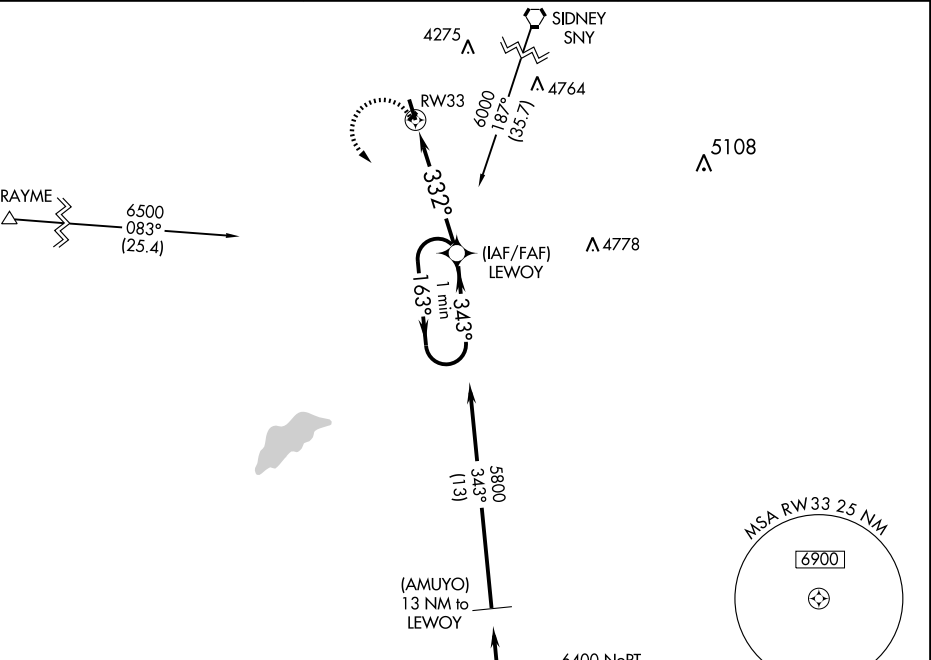 SIDNEY
SNY
4275
4764
6000
187°
(35.7)
RW33
5108
RAYME
6500
083°
(25.4)
332°
(IAF/FAF)
LEWOY
4778
163°
1 min
343°
5800
343°
(13)
MSA RW33 25 NM
6900
(AMUYO)
13 NM to
LEWOY
6400 NoPT